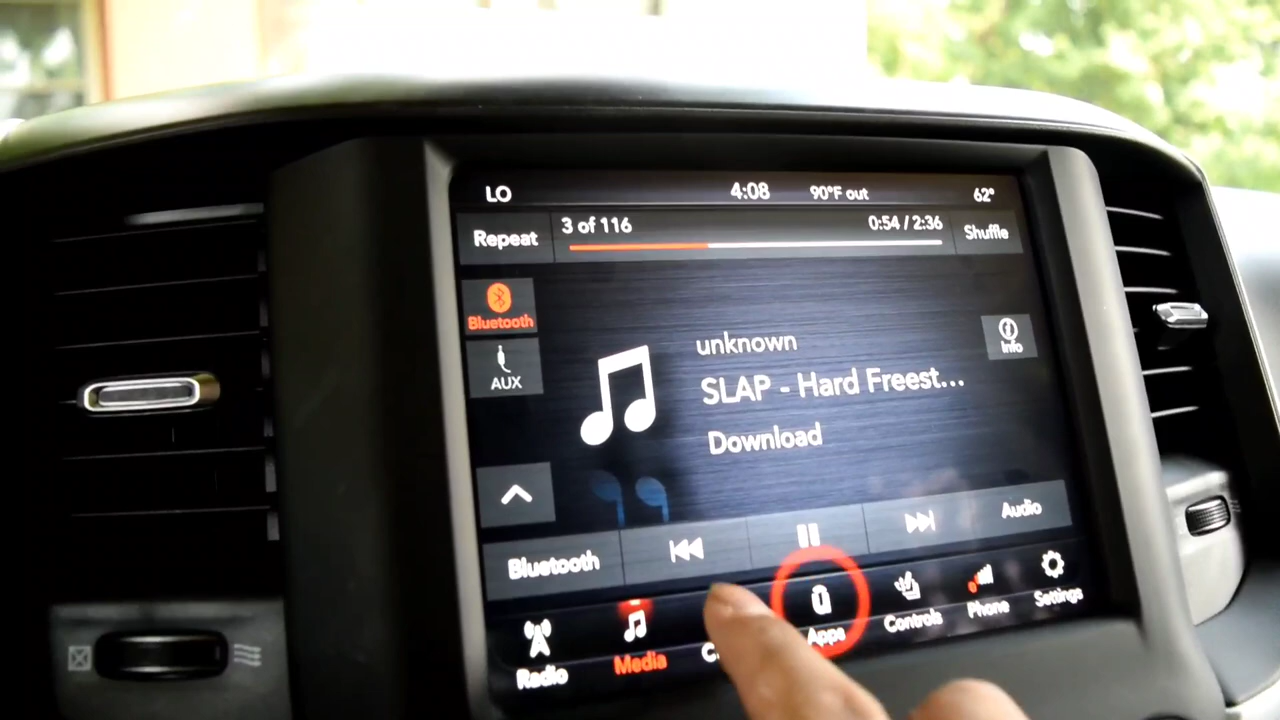 LO 4:08 90°F out 62°
Repeat 3 of 116 0:54 / 2:36 Shuffle
Bluetooth
AUX
Info
unknown
SLAP - Hard Freest...
Download
Bluetooth Audio
Radio Media C Apps Controls Phone Settings